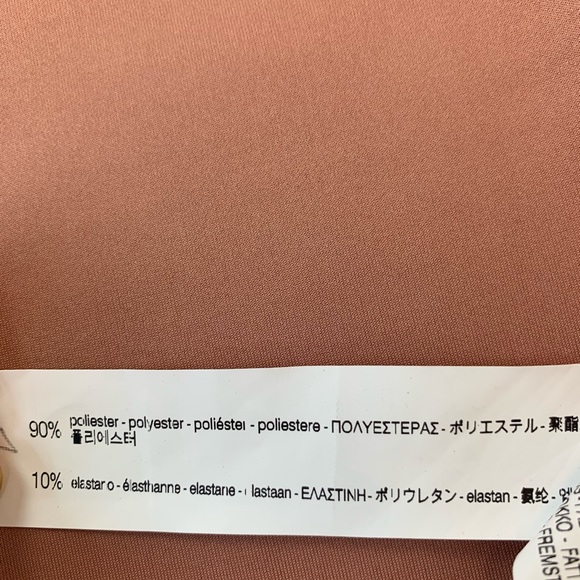 90% poliester - polyester - poliéster - poliestere - ΠΟΛΥΕΣΤΕΡΑΣ - ポリエステル - 聚酯
폴리에스터
10% elastano - élasthanne - elastane - elastaan - ΕΛΑΣΤΙΝΗ - ポリウレタン - elastan - 氨纶 -